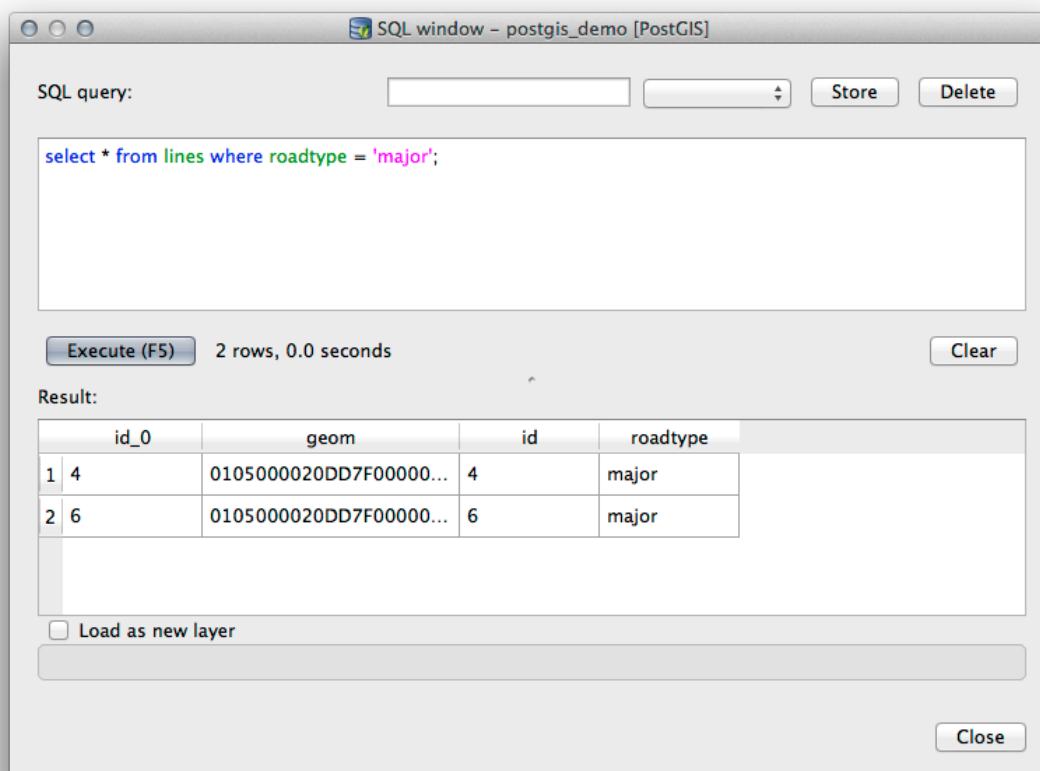 SQL window – postgis_demo [PostGIS]
SQL query: Store Delete
select * from lines where roadtype = 'major';
Execute (F5) 2 rows, 0.0 seconds Clear
Result:
id_0 geom id roadtype
1 4 0105000020DD7F00000... 4 major
2 6 0105000020DD7F00000... 6 major
Load as new layer
Close